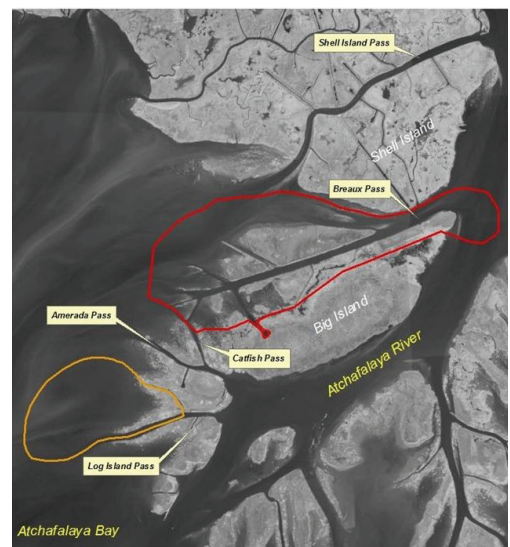 Shell Island Pass
Shell Island
Breaux Pass
Big Island
Amerada Pass
Catfish Pass
Atchafalaya River
Log Island Pass
Atchafalaya Bay